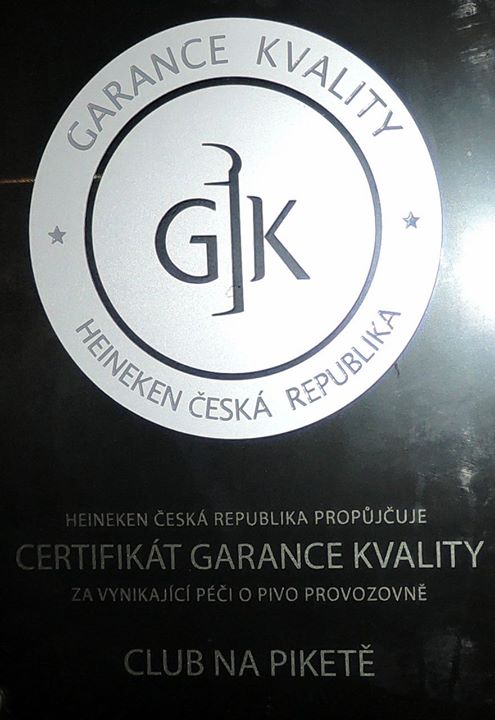 GARANCE KVALITY
GK
HEINEKEN ČESKÁ REPUBLIKA
HEINEKEN ČESKÁ REPUBLIKA PROPŮJČUJE
CERTIFIKÁT GARANCE KVALITY
ZA VYNIKAJÍCÍ PÉČI O PIVO PROVOZOVNĚ
CLUB NA PIKETĚ